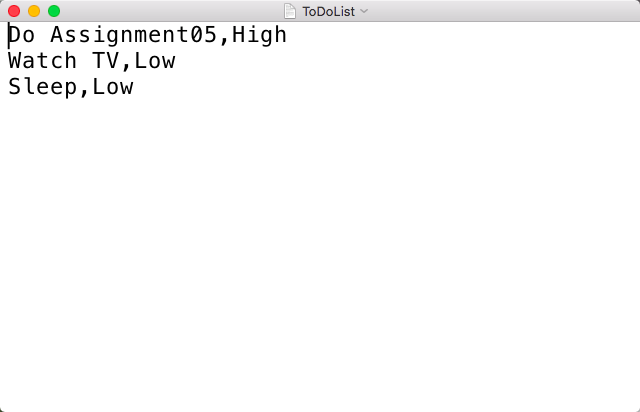 ToDoList
Do Assignment05,High
Watch TV,Low
Sleep,Low